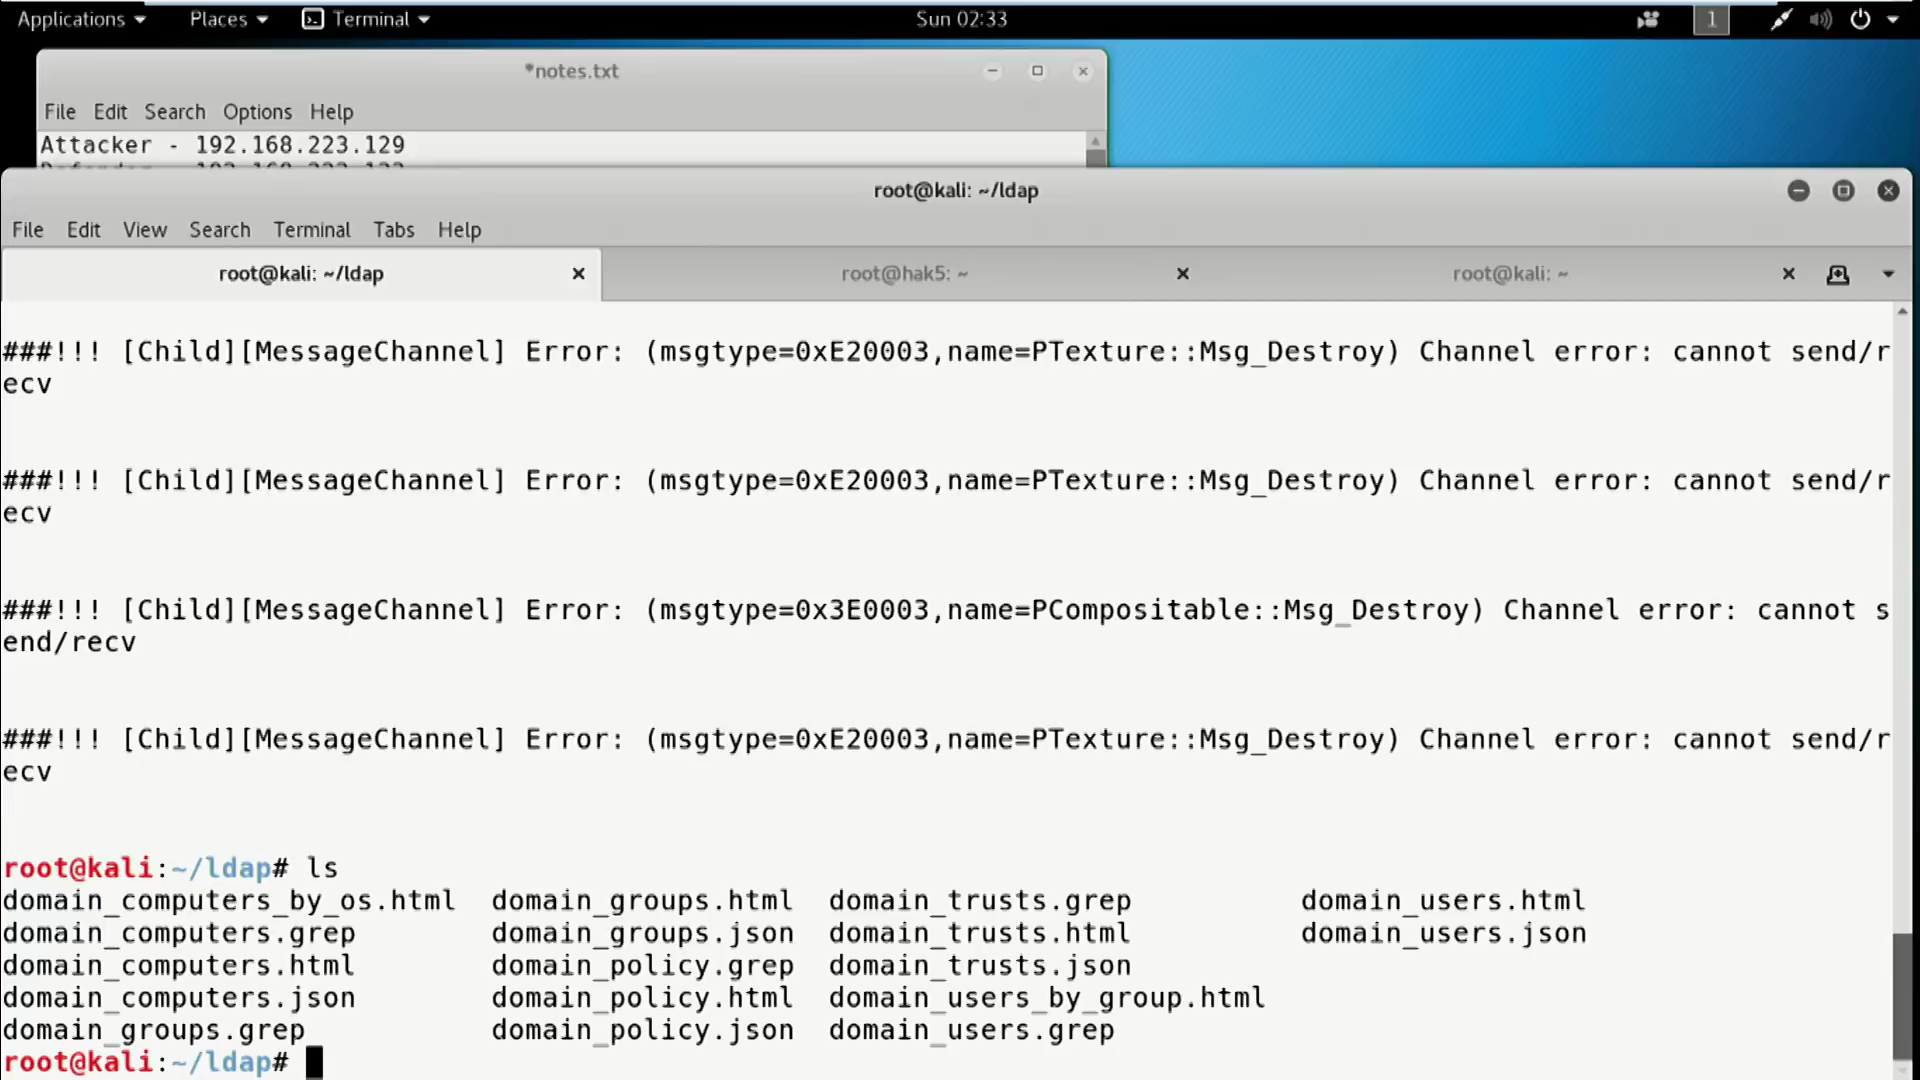 Applications Places Terminal Sun 02:33 1
*notes.txt
File Edit Search Options Help
Attacker - 192.168.223.129
root@kali: ~/ldap
File Edit View Search Terminal Tabs Help
root@kali: ~/ldap root@hak5: ~ root@kali: ~
###!!! [Child][MessageChannel] Error: (msgtype=0xE20003,name=PTexture::Msg_Destroy) Channel error: cannot send/r
ecv
###!!! [Child][MessageChannel] Error: (msgtype=0xE20003,name=PTexture::Msg_Destroy) Channel error: cannot send/r
ecv
###!!! [Child][MessageChannel] Error: (msgtype=0x3E0003,name=PCompositable::Msg_Destroy) Channel error: cannot s
end/recv
###!!! [Child][MessageChannel] Error: (msgtype=0xE20003,name=PTexture::Msg_Destroy) Channel error: cannot send/r
ecv
root@kali:~/ldap# ls
domain_computers_by_os.html domain_groups.html domain_trusts.grep domain_users.html
domain_computers.grep domain_groups.json domain_trusts.html domain_users.json
domain_computers.html domain_policy.grep domain_trusts.json
domain_computers.json domain_policy.html domain_users_by_group.html
domain_groups.grep domain_policy.json domain_users.grep
root@kali:~/ldap#